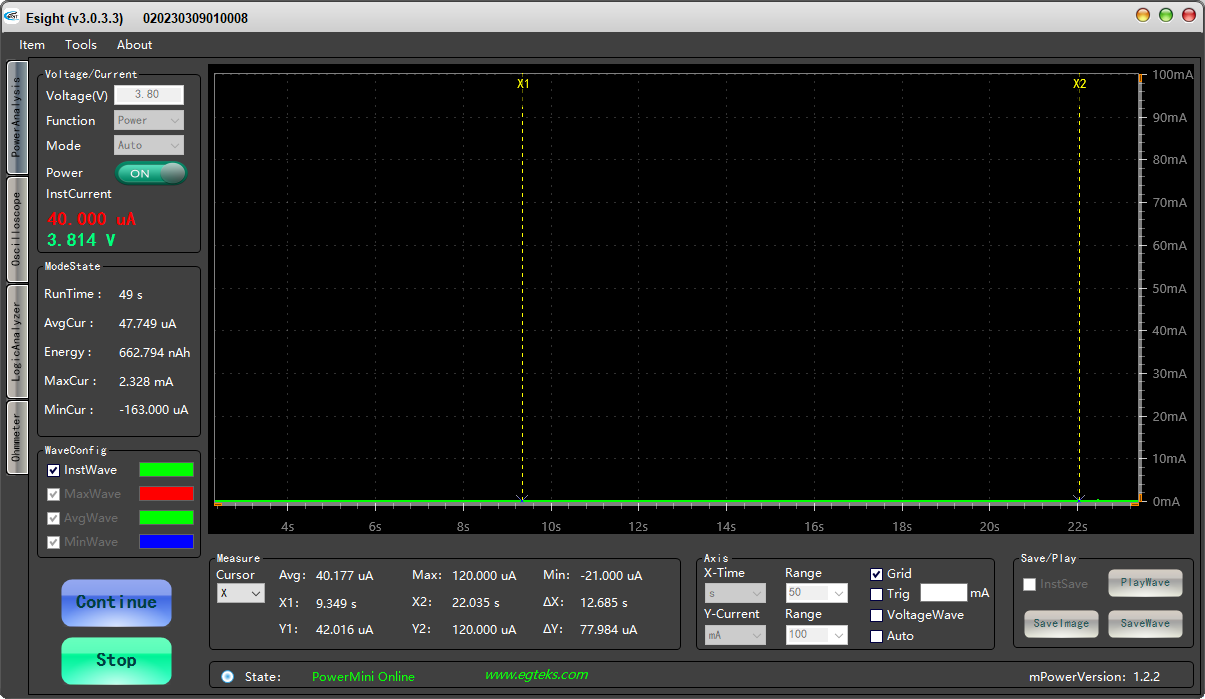 Esight (v3.0.3.3) 020230309010008
Item Tools About
PowerAnalysis
Oscilloscope
LogicAnalyzer
Ohmmeter
Voltage/Current
Voltage(V) 3.80
Function Power
Mode Auto
Power ON
InstCurrent
40.000 uA
3.814 V
ModeState
RunTime : 49 s
AvgCur : 47.749 uA
Energy : 662.794 nAh
MaxCur : 2.328 mA
MinCur : -163.000 uA
WaveConfig
InstWave
MaxWave
AvgWave
MinWave
Continue
Stop
X1 X2
100mA
90mA
80mA
70mA
60mA
50mA
40mA
30mA
20mA
10mA
0mA
4s 6s 8s 10s 12s 14s 16s 18s 20s 22s
Measure
Cursor
X
Avg: 40.177 uA Max: 120.000 uA Min: -21.000 uA
X1: 9.349 s X2: 22.035 s ΔX: 12.685 s
Y1: 42.016 uA Y2: 120.000 uA ΔY: 77.984 uA
Axis
X-Time Range
s 50
Y-Current Range
mA 100
Grid
Trig mA
VoltageWave
Auto
Save/Play
InstSave PlayWave
SaveImage SaveWave
State: PowerMini Online www.egteks.com mPowerVersion: 1.2.2